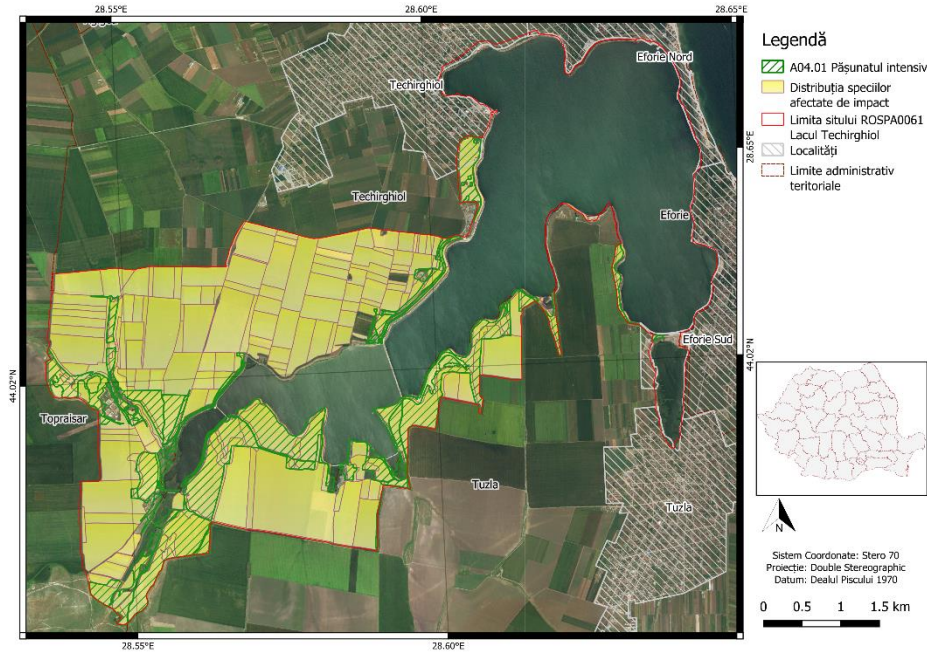 28.55°E
28.60°E
28.65°E
Eforie Nord
Techirghiol
28.65°E
Techirghiol
Eforie
Eforie Sud
44.02°N
44.02°N
Topraisar
Tuzla
Tuzla
28.55°E
28.60°E
Legendă
A04.01 Pășunatul intensiv
Distribuția speciilor
afectate de impact
Limita sitului ROSPA0061
Lacul Techirghiol
Localități
Limite administrativ
teritoriale
N
Sistem Coordonate: Stero 70
Proiecție: Double Stereographic
Datum: Dealul Piscului 1970
0 0.5 1 1.5 km